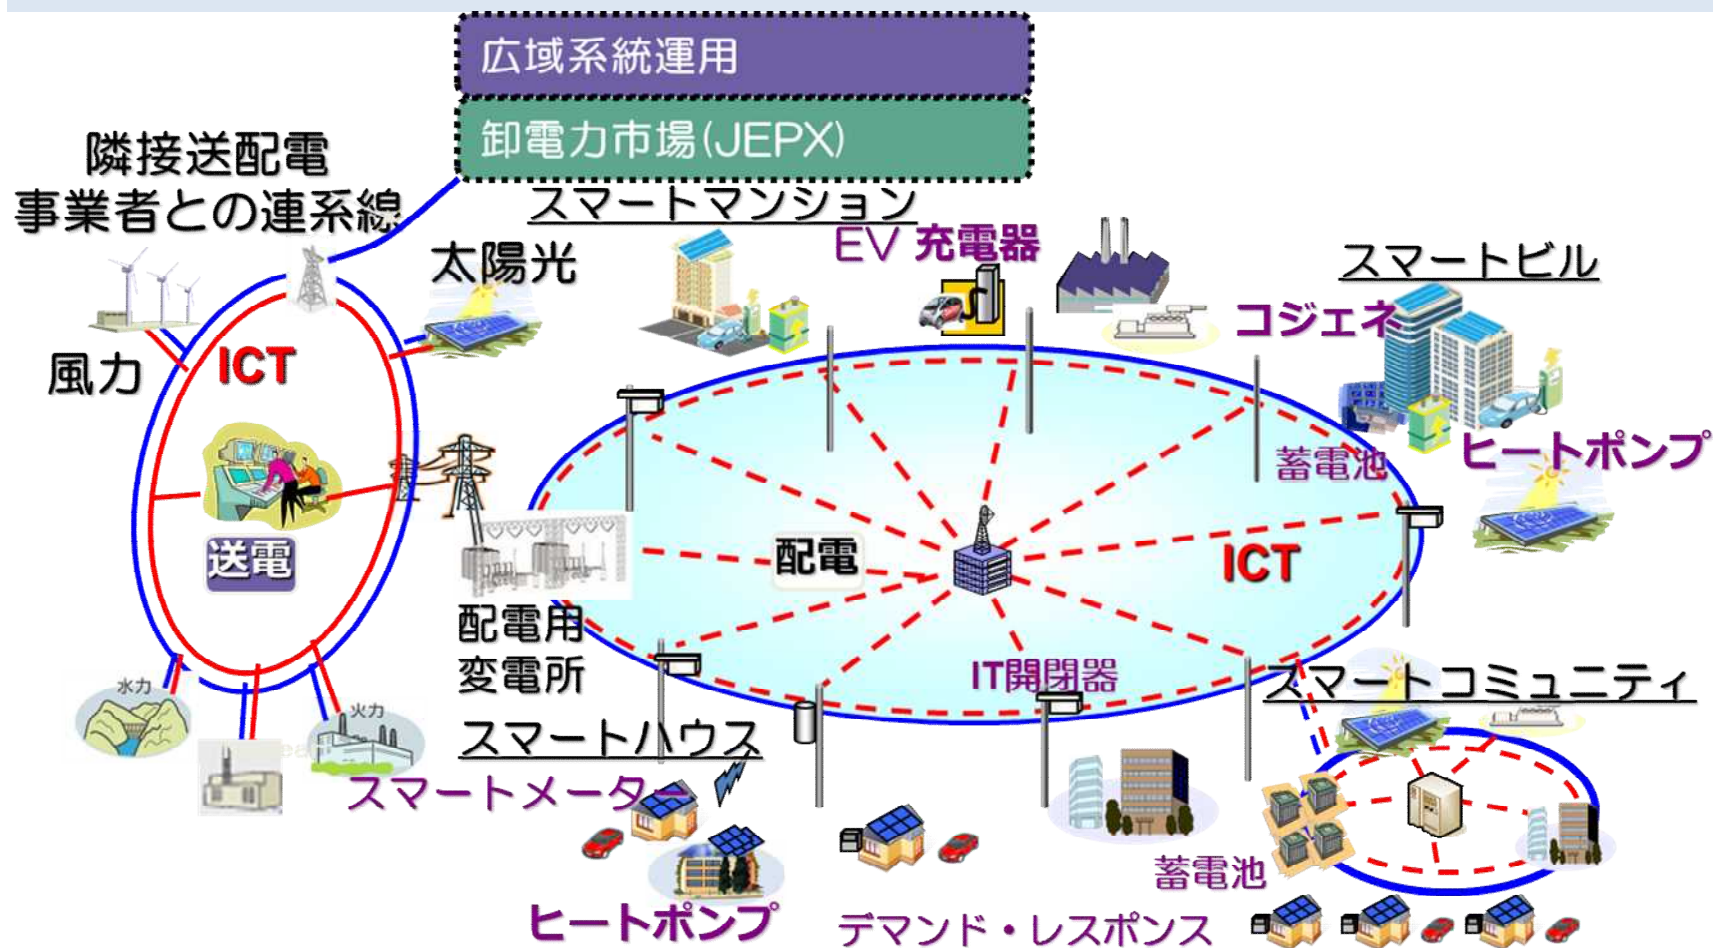 広域系統運用
卸電力市場(JEPX)
隣接送配電
事業者との連系線
スマートマンション
EV 充電器
太陽光
スマートビル
コジェネ
風力
ICT
蓄電池
ヒートポンプ
送電
配電
ICT
配電用
変電所
IT開閉器
スマートコミュニティ
水力
火力
スマートハウス
スマートメーター
蓄電池
ヒートポンプ
デマンド・レスポンス